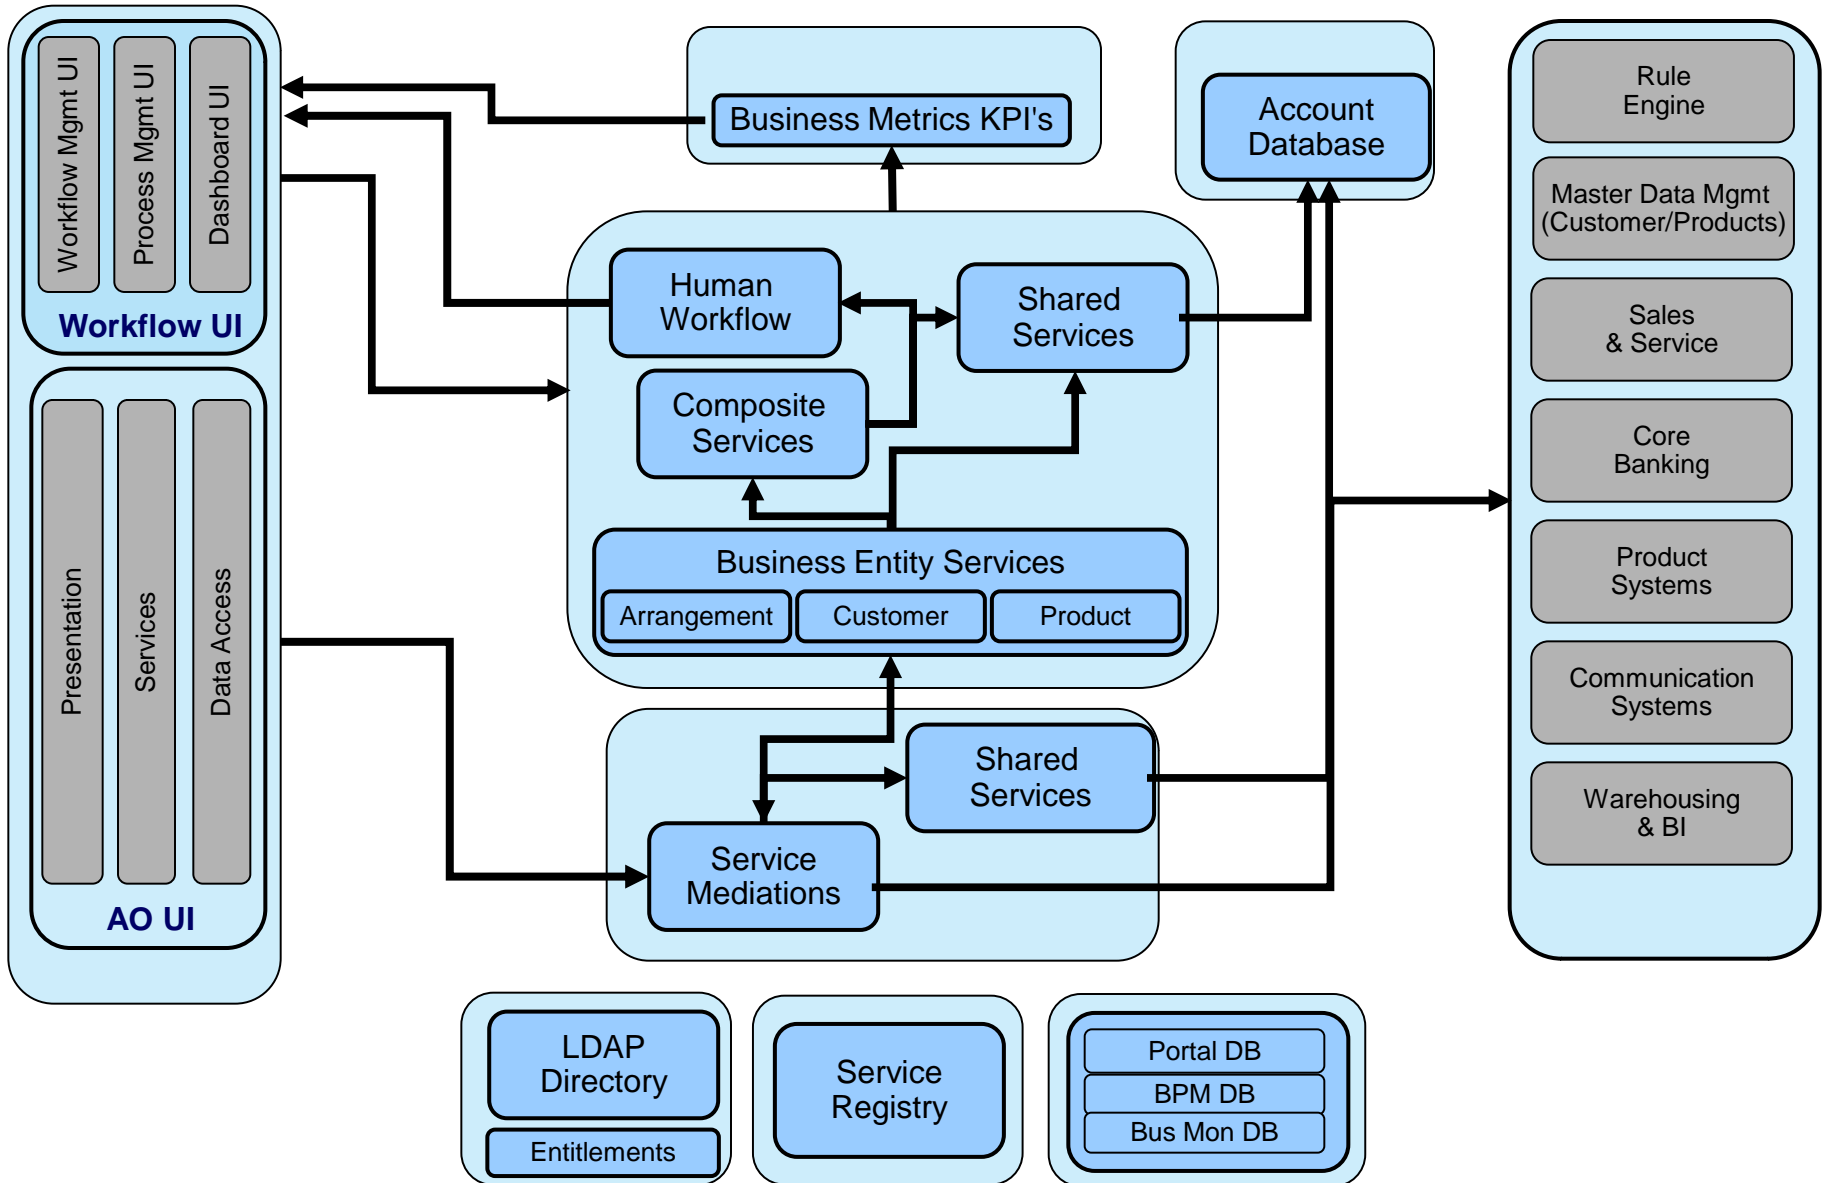 Workflow Mgmt UI
Process Mgmt UI
Dashboard UI
Workflow UI
Presentation
Services
Data Access
AO UI
Business Metrics KPI's
Account
Database
Human
Workflow
Shared
Services
Composite
Services
Business Entity Services
Arrangement
Customer
Product
Shared
Services
Service
Mediations
LDAP
Directory
Entitlements
Service
Registry
Portal DB
BPM DB
Bus Mon DB
Rule
Engine
Master Data Mgmt
(Customer/Products)
Sales
& Service
Core
Banking
Product
Systems
Communication
Systems
Warehousing
& BI